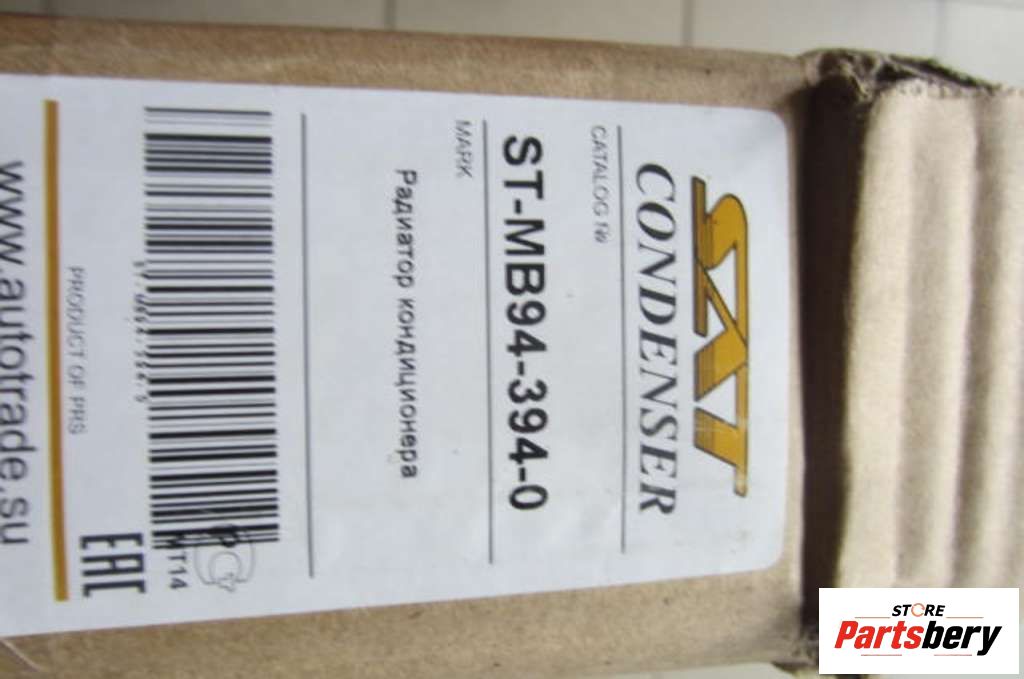 SAT
CONDENSER
CATALOG №
ST-MB94-394-0
MARK
Радиатор кондиционера
PRODUCT OF PRS
MT14
EAC
www.autotrade.su
STORE
Partsbery